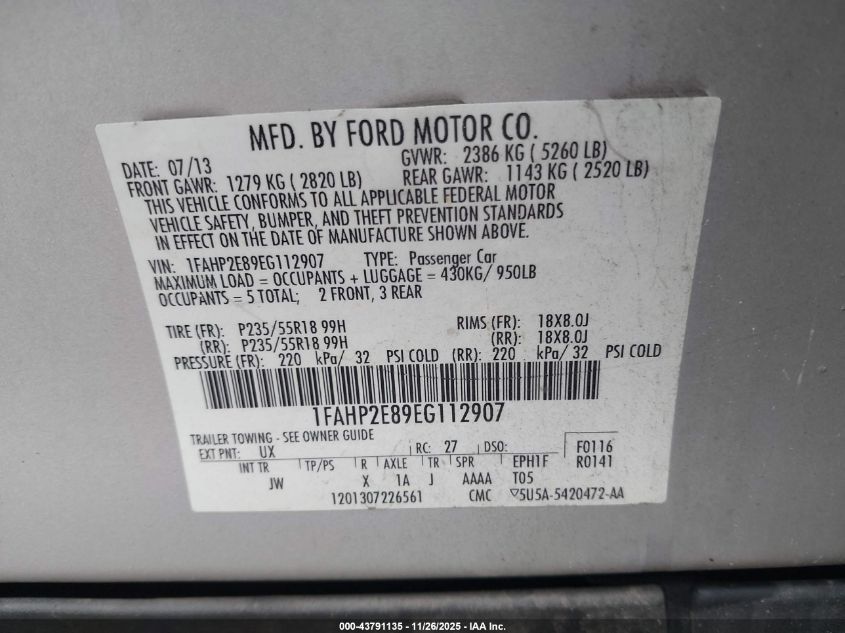 MFD. BY FORD MOTOR CO.
DATE: 07/13 GVWR: 2386 KG ( 5260 LB)
FRONT GAWR: 1279 KG ( 2820 LB) REAR GAWR: 1143 KG ( 2520 LB)
THIS VEHICLE CONFORMS TO ALL APPLICABLE FEDERAL MOTOR
VEHICLE SAFETY, BUMPER, AND THEFT PREVENTION STANDARDS
IN EFFECT ON THE DATE OF MANUFACTURE SHOWN ABOVE.
VIN: 1FAHP2E89EG112907 TYPE: Passenger Car
MAXIMUM LOAD = OCCUPANTS + LUGGAGE = 430KG/ 950LB
OCCUPANTS = 5 TOTAL; 2 FRONT, 3 REAR
TIRE (FR): P235/55R18 99H RIMS (FR): 18X8.0J
(RR): P235/55R18 99H (RR): 18X8.0J
PRESSURE (FR): 220 kPa/ 32 PSI COLD (RR): 220 kPa/ 32 PSI COLD
1FAHP2E89EG112907
TRAILER TOWING - SEE OWNER GUIDE
EXT PNT: UX RC: 27 DSO: F0116
INT TR TP/PS R AXLE TR SPR EPH1F R0141
JW X 1A J AAAA T05
1201307226561 CMC ▽5U5A-5420472-AA
000-43791135 - 11/26/2025 - IAA Inc.